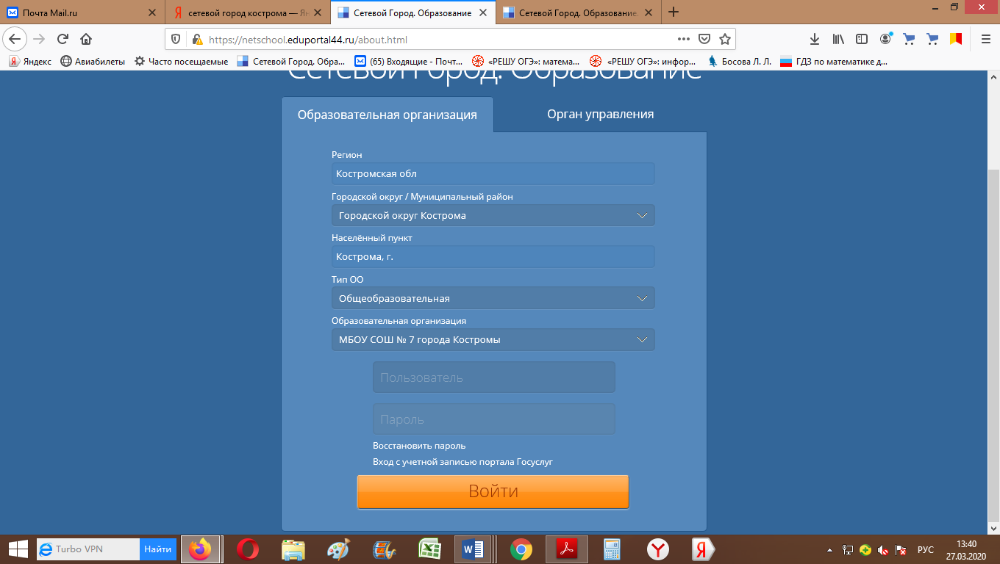 Почта Mail.ru
сетевой город кострома — Ян
Сетевой Город. Образование
Сетевой Город. Образование.
https://netschool.eduportal44.ru/about.html
Яндекс
Авиабилеты
Часто посещаемые
Сетевой Город. Обра...
(65) Входящие - Почт...
«РЕШУ ОГЭ»: матема...
«РЕШУ ОГЭ»: инфор...
Босова Л. Л.
ГДЗ по математике д...
Сетевой Город. Образование
Образовательная организация
Орган управления
Регион
Костромская обл
Городской округ / Муниципальный район
Городской округ Кострома
Населённый пункт
Кострома, г.
Тип ОО
Общеобразовательная
Образовательная организация
МБОУ СОШ № 7 города Костромы
Пользователь
Пароль
Восстановить пароль
Вход с учетной записью портала Госуслуг
Войти
Turbo VPN
Найти
РУС
13:40
27.03.2020